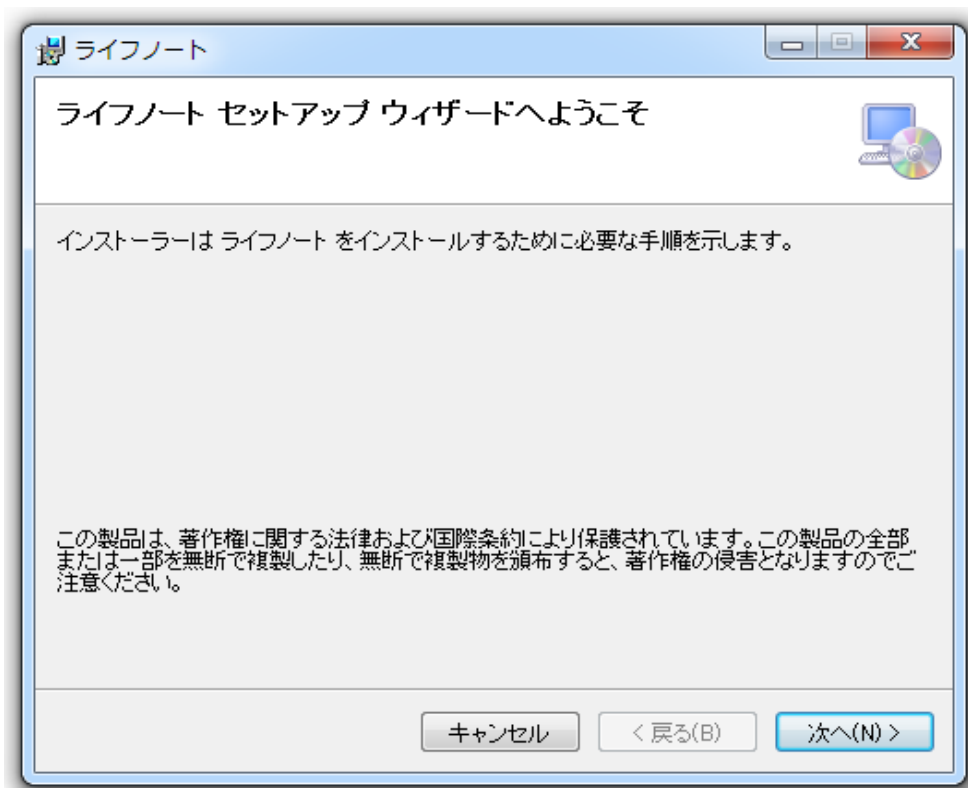 ライフノート
ライフノート セットアップ ウィザードへようこそ
インストーラーは ライフノート をインストールするために必要な手順を示します。
この製品は、著作権に関する法律および国際条約により保護されています。この製品の全部
または一部を無断で複製したり、無断で複製物を頒布すると、著作権の侵害となりますのでご
注意ください。
キャンセル
< 戻る(B)
次へ(N) >